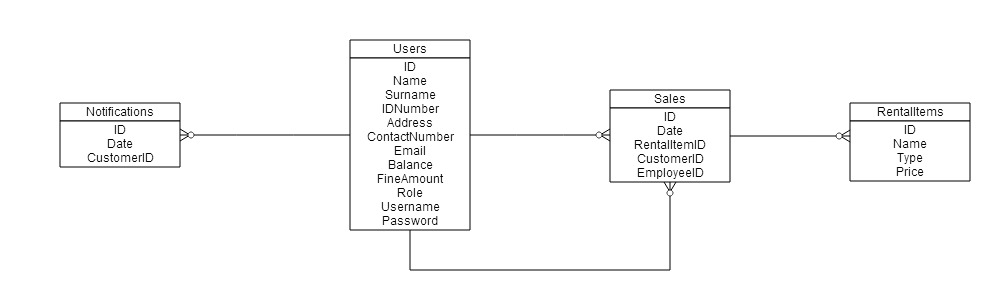 Notifications
ID
Date
CustomerID
Users
ID
Name
Surname
IDNumber
Address
ContactNumber
Email
Balance
FineAmount
Role
Username
Password
Sales
ID
Date
RentalItemID
CustomerID
EmployeeID
RentalItems
ID
Name
Type
Price